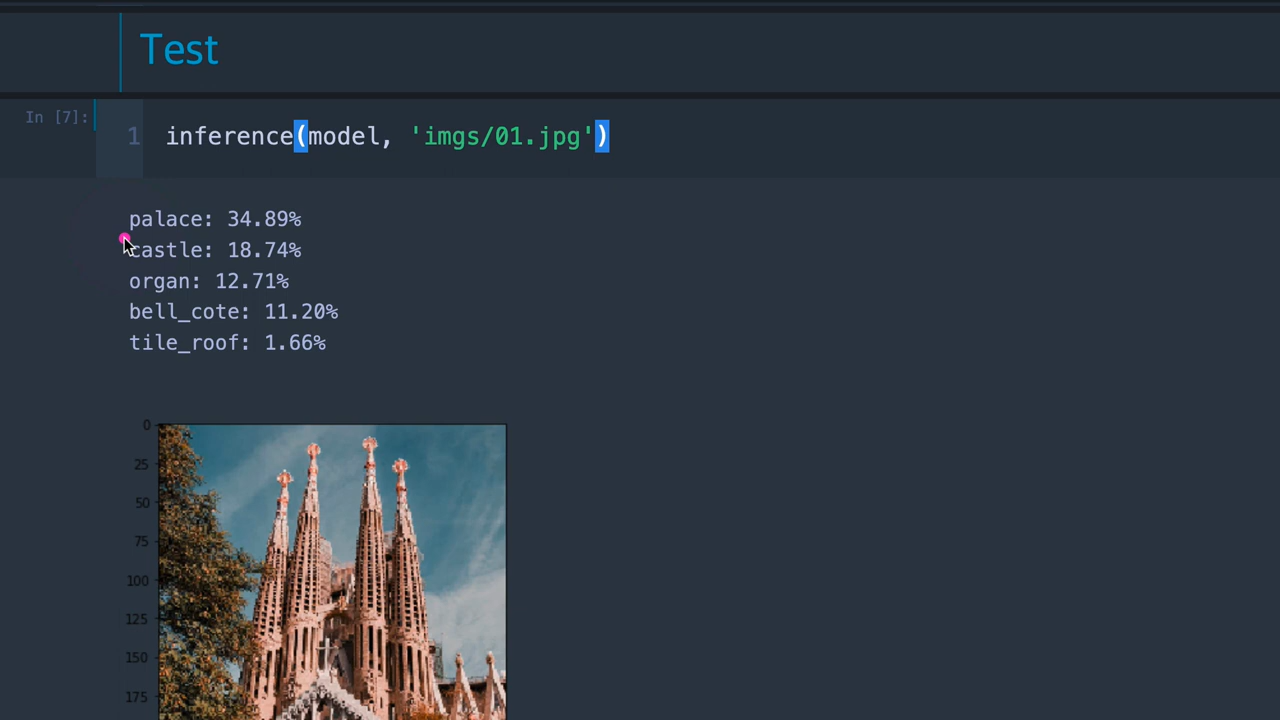 Test
In [7]:
1 inference(model, 'imgs/01.jpg')
palace: 34.89%
castle: 18.74%
organ: 12.71%
bell_cote: 11.20%
tile_roof: 1.66%
0
25
50
75
100
125
150
175